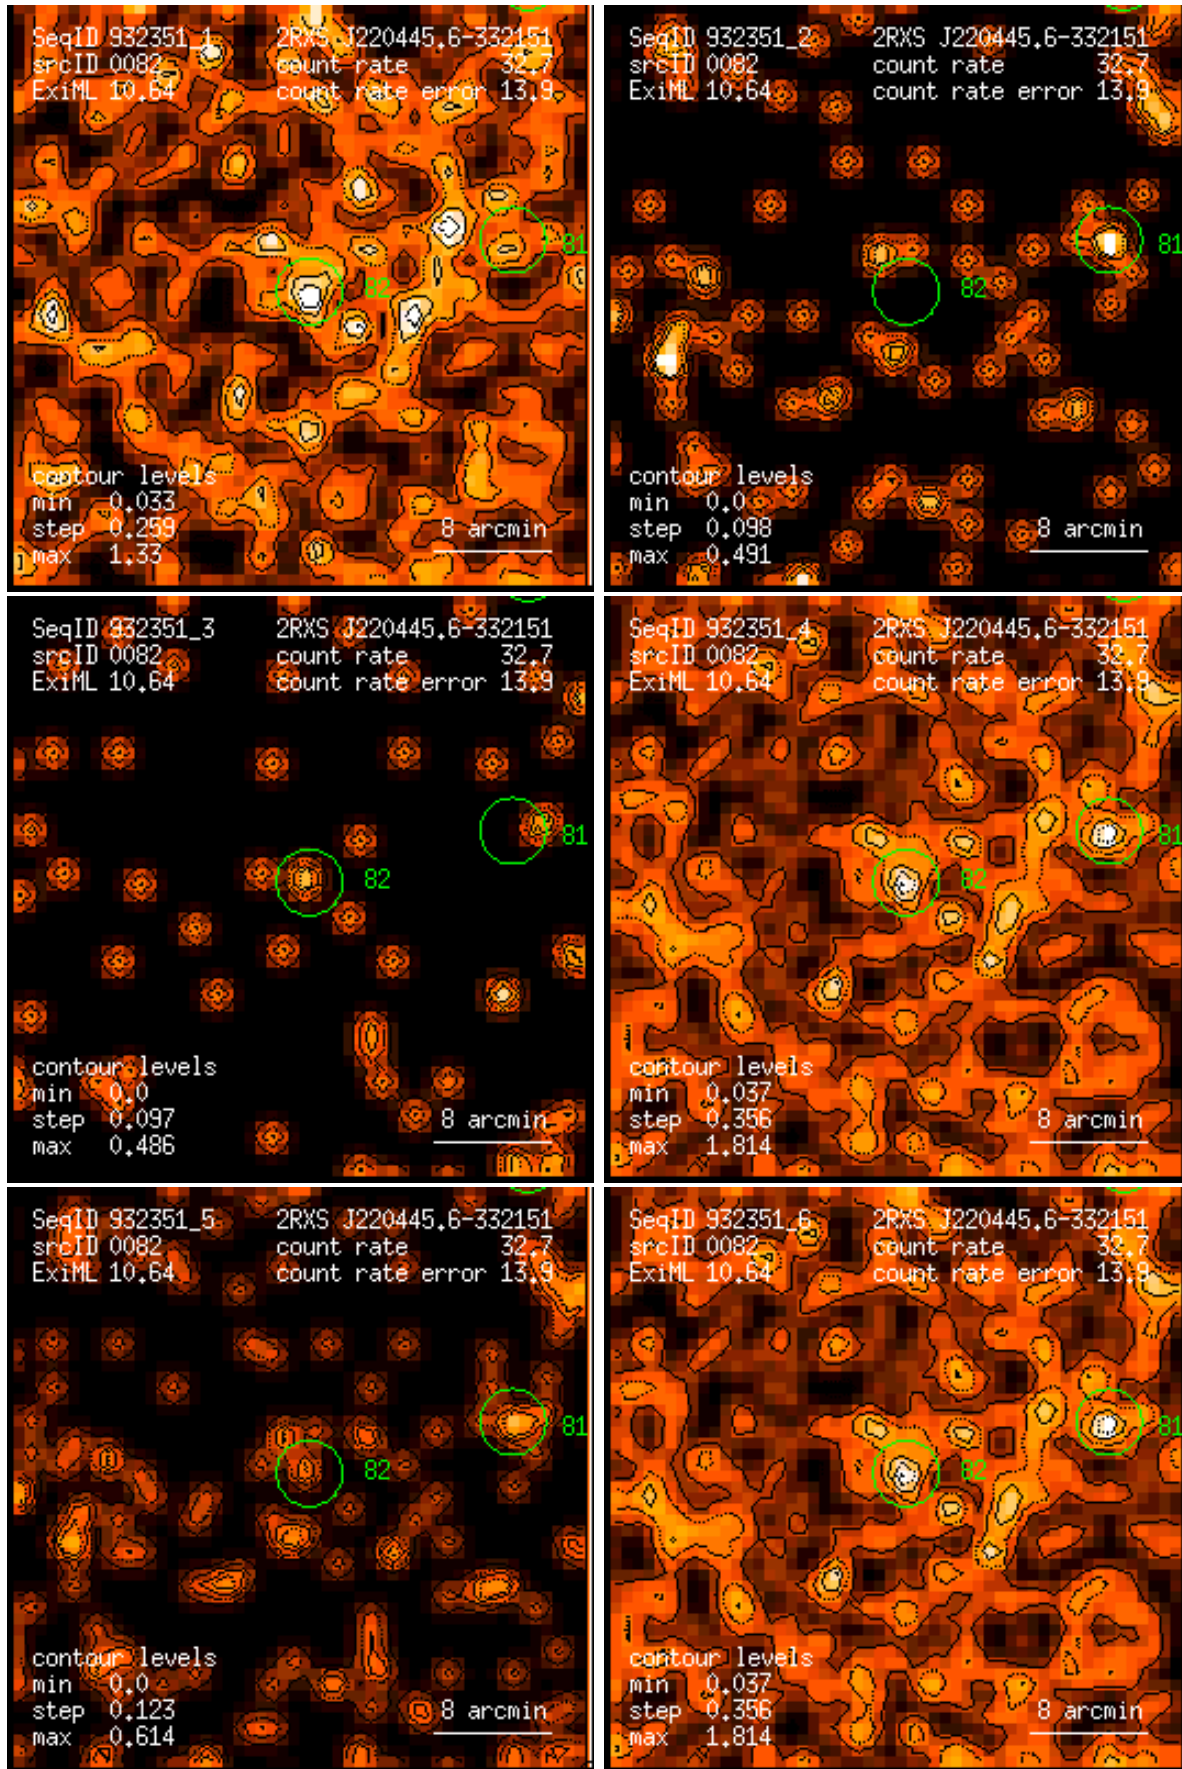 SeqID 932351_1 2RXS J220445.6-332151
srcID 0082 count rate 32.7
ExiML 10.64 count rate error 13.9
81
82
contour levels
min 0.033
step 0.259 8 arcmin
max 1.33
SeqID 932351_2 2RXS J220445.6-332151
srcID 0082 count rate 32.7
ExiML 10.64 count rate error 13.9
81
82
contour levels
min 0.0
step 0.098 8 arcmin
max 0.491
SeqID 932351_3 2RXS J220445.6-332151
srcID 0082 count rate 32.7
ExiML 10.64 count rate error 13.9
81
82
contour levels
min 0.0
step 0.097 8 arcmin
max 0.486
SeqID 932351_4 2RXS J220445.6-332151
srcID 0082 count rate 32.7
ExiML 10.64 count rate error 13.9
81
82
contour levels
min 0.037
step 0.356 8 arcmin
max 1.814
SeqID 932351_5 2RXS J220445.6-332151
srcID 0082 count rate 32.7
ExiML 10.64 count rate error 13.9
81
82
contour levels
min 0.0
step 0.123 8 arcmin
max 0.614
SeqID 932351_6 2RXS J220445.6-332151
srcID 0082 count rate 32.7
ExiML 10.64 count rate error 13.9
81
82
contour levels
min 0.037
step 0.356 8 arcmin
max 1.814